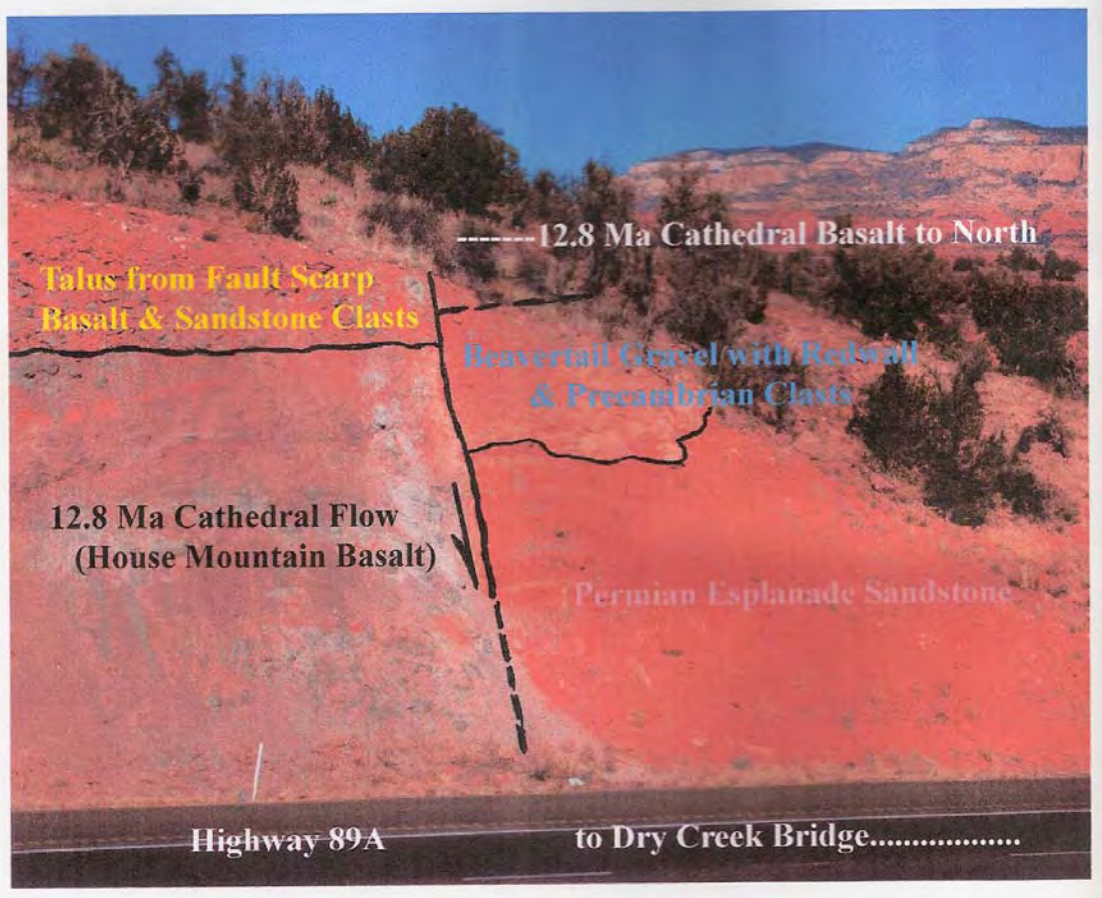 -------12.8 Ma Cathedral Basalt to North
Talus from Fault Scarp
Basalt & Sandstone Clasts
Beavertail Gravel with Redwall
& Precambrian Clasts
12.8 Ma Cathedral Flow
(House Mountain Basalt)
Permian Esplanade Sandstone
Highway 89A
to Dry Creek Bridge...................